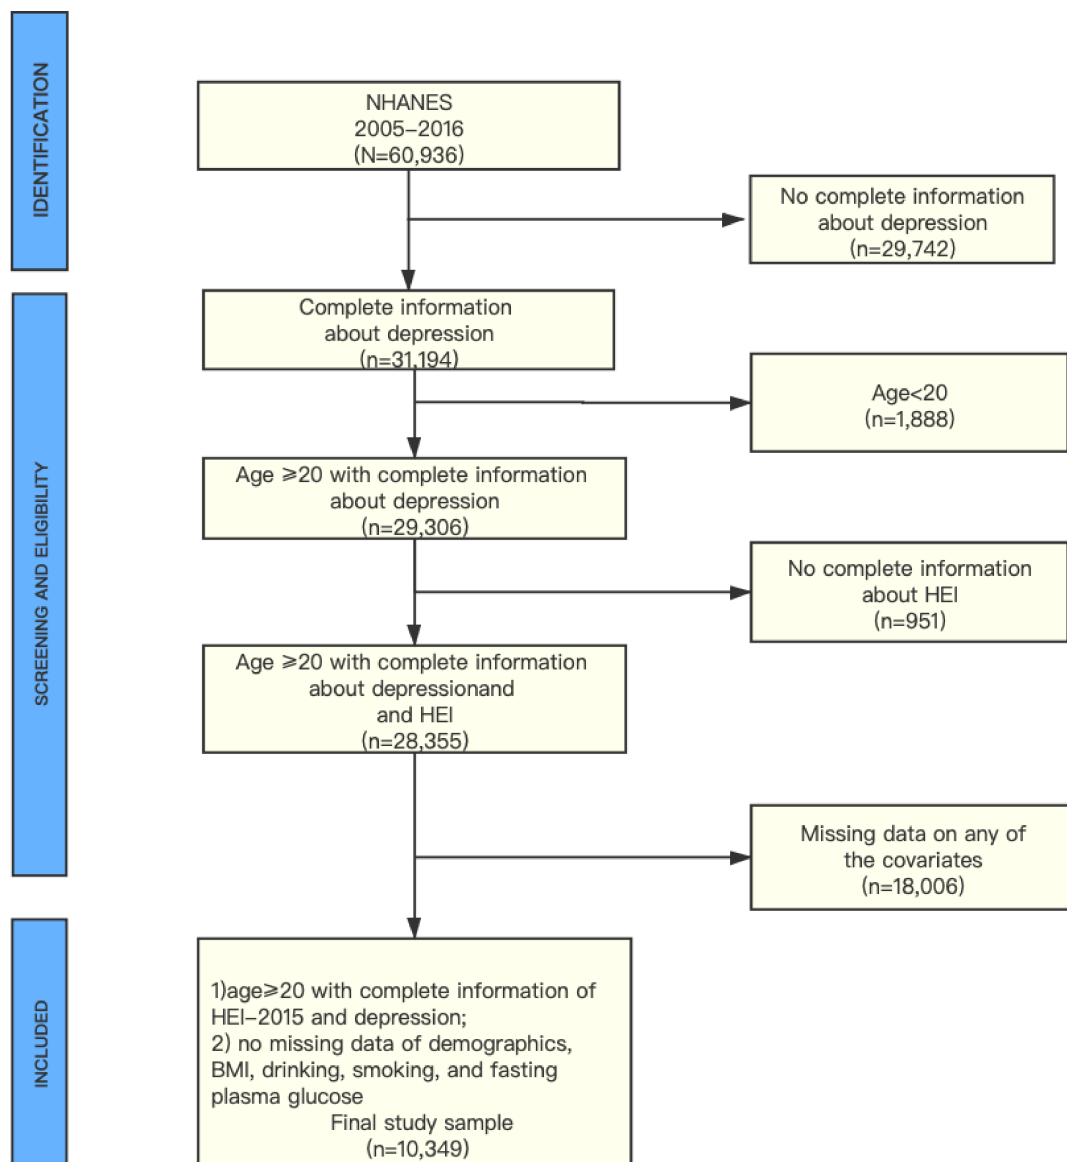 IDENTIFICATION
NHANES
2005–2016
(N=60,936)
No complete information
about depression
(n=29,742)
SCREENING AND ELIGIBILITY
Complete information
about depression
(n=31,194)
Age<20
(n=1,888)
Age ≥20 with complete information
about depression
(n=29,306)
No complete information
about HEI
(n=951)
Age ≥20 with complete information
about depressionand
and HEI
(n=28,355)
Missing data on any of
the covariates
(n=18,006)
INCLUDED
1)age≥20 with complete information of
HEI–2015 and depression;
2) no missing data of demographics,
BMI, drinking, smoking, and fasting
plasma glucose
Final study sample
(n=10,349)